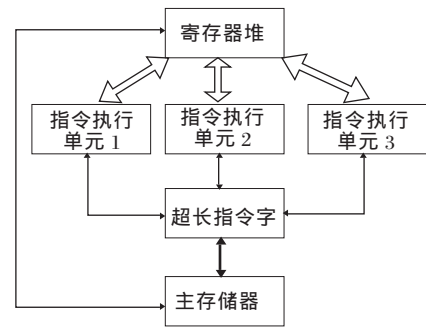 寄存器堆
指令执行
单元 1
指令执行
单元 2
指令执行
单元 3
超长指令字
主存储器